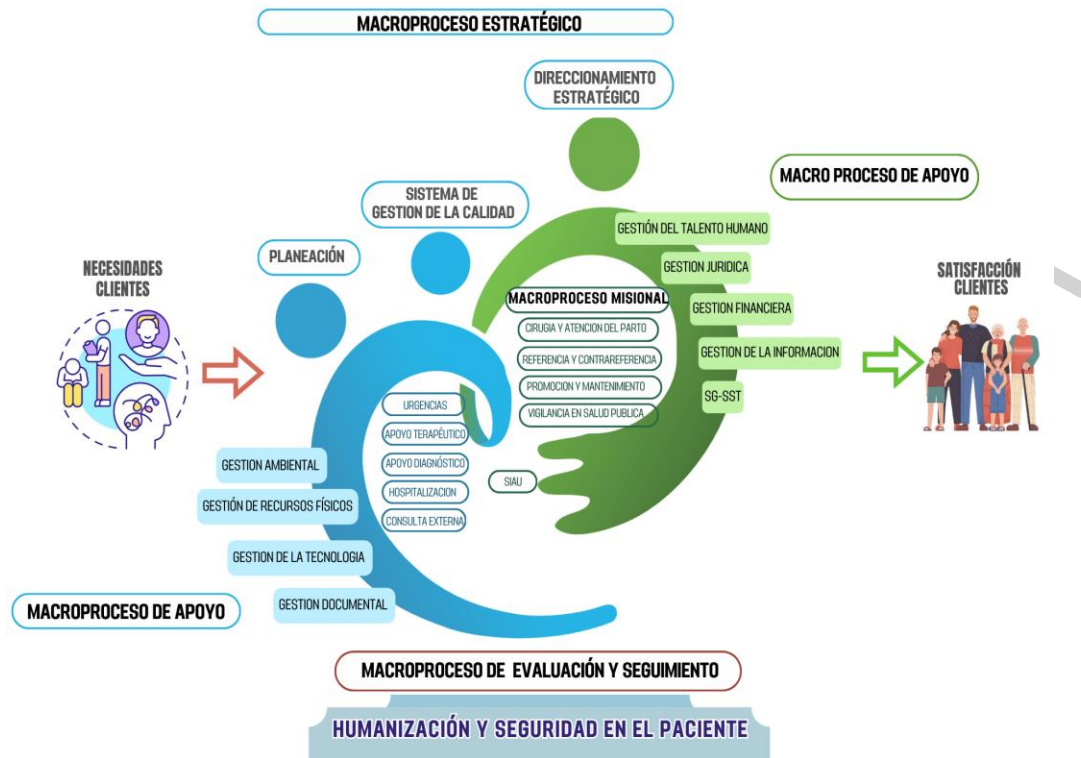 MACROPROCESO ESTRATÉGICO
DIRECCIONAMIENTO
ESTRATÉGICO
MACRO PROCESO DE APOYO
SISTEMA DE
GESTION DE LA CALIDAD
PLANEACIÓN
NECESIDADES
CLIENTES
GESTIÓN DEL TALENTO HUMANO
GESTION JURIDICA
GESTION FINANCIERA
GESTION DE LA INFORMACION
SG-SST
SATISFACCIÓN
CLIENTES
MACROPROCESO MISIONAL
CIRUGIA Y ATENCION DEL PARTO
REFERENCIA Y CONTRAREFERENCIA
PROMOCION Y MANTENIMIENTO
VIGILANCIA EN SALUD PUBLICA
URGENCIAS
APOYO TERAPÉUTICO
APOYO DIAGNÓSTICO
HOSPITALIZACION
CONSULTA EXTERNA
SIAU
GESTION AMBIENTAL
GESTIÓN DE RECURSOS FÍSICOS
GESTION DE LA TECNOLOGIA
GESTION DOCUMENTAL
MACROPROCESO DE APOYO
MACROPROCESO DE EVALUACIÓN Y SEGUIMIENTO
HUMANIZACIÓN Y SEGURIDAD EN EL PACIENTE